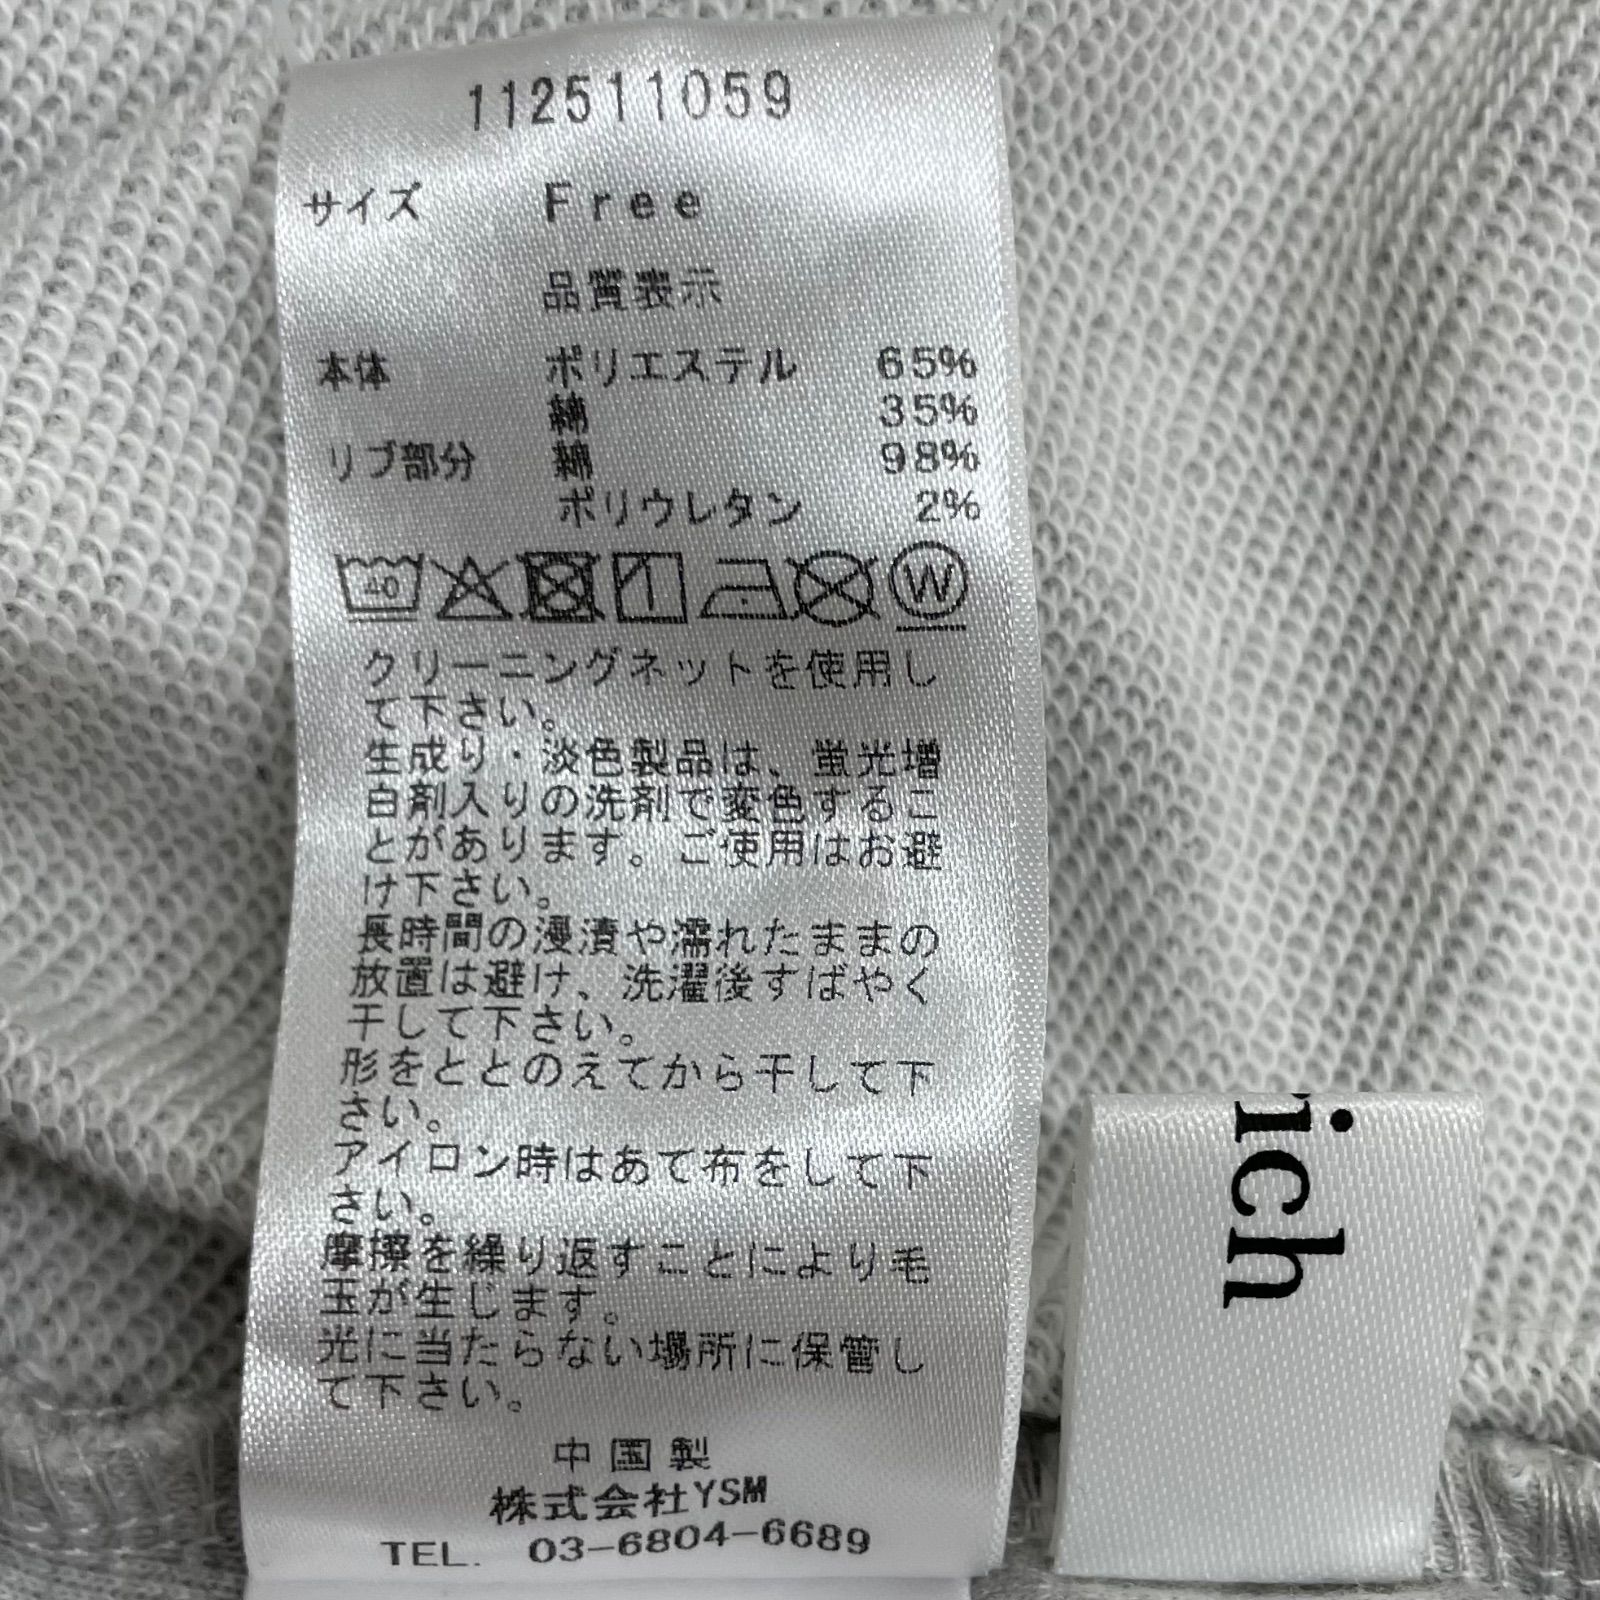 112511059
サイズ Free
品質表示
本体 ポリエステル 65%
綿 35%
リブ部分 綿 98%
ポリウレタン 2%
40 W
クリーニングネットを使用し
て下さい。
生成り・淡色製品は、蛍光増
白剤入りの洗剤で変色するこ
とがあります。ご使用はお避
け下さい。
長時間の浸漬や濡れたままの
放置は避け、洗濯後すばやく
干して下さい。
形をととのえてから干して下
さい。
アイロン時はあて布をして下
さい。
摩擦を繰り返すことにより毛
玉が生じます。
光に当たらない場所に保管し
て下さい。
中国製
株式会社YSM
TEL. 03-6804-6689
rich